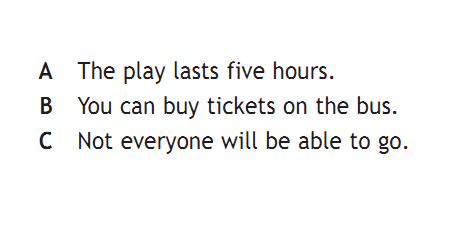 A The play lasts five hours.
B You can buy tickets on the bus.
C Not everyone will be able to go.